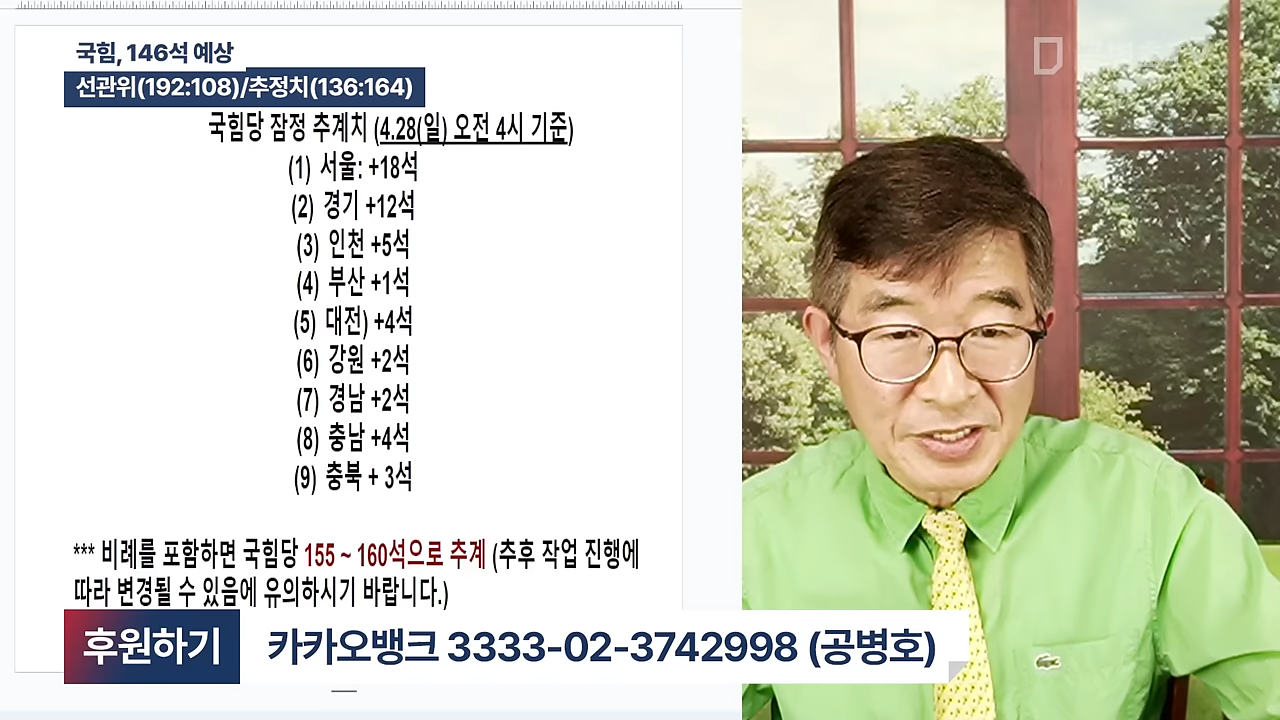 국힘, 146석 예상
선관위(192:108)/추정치(136:164)
국힘당 잠정 추계치 (4.28(일) 오전 4시 기준)
(1) 서울: +18석
(2) 경기 +12석
(3) 인천 +5석
(4) 부산 +1석
(5) 대전) +4석
(6) 강원 +2석
(7) 경남 +2석
(8) 충남 +4석
(9) 충북 + 3석
*** 비례를 포함하면 국힘당 155 ~ 160석으로 추계 (추후 작업 진행에
따라 변경될 수 있음에 유의하시기 바랍니다.)
후원하기 카카오뱅크 3333-02-3742998 (공병호)